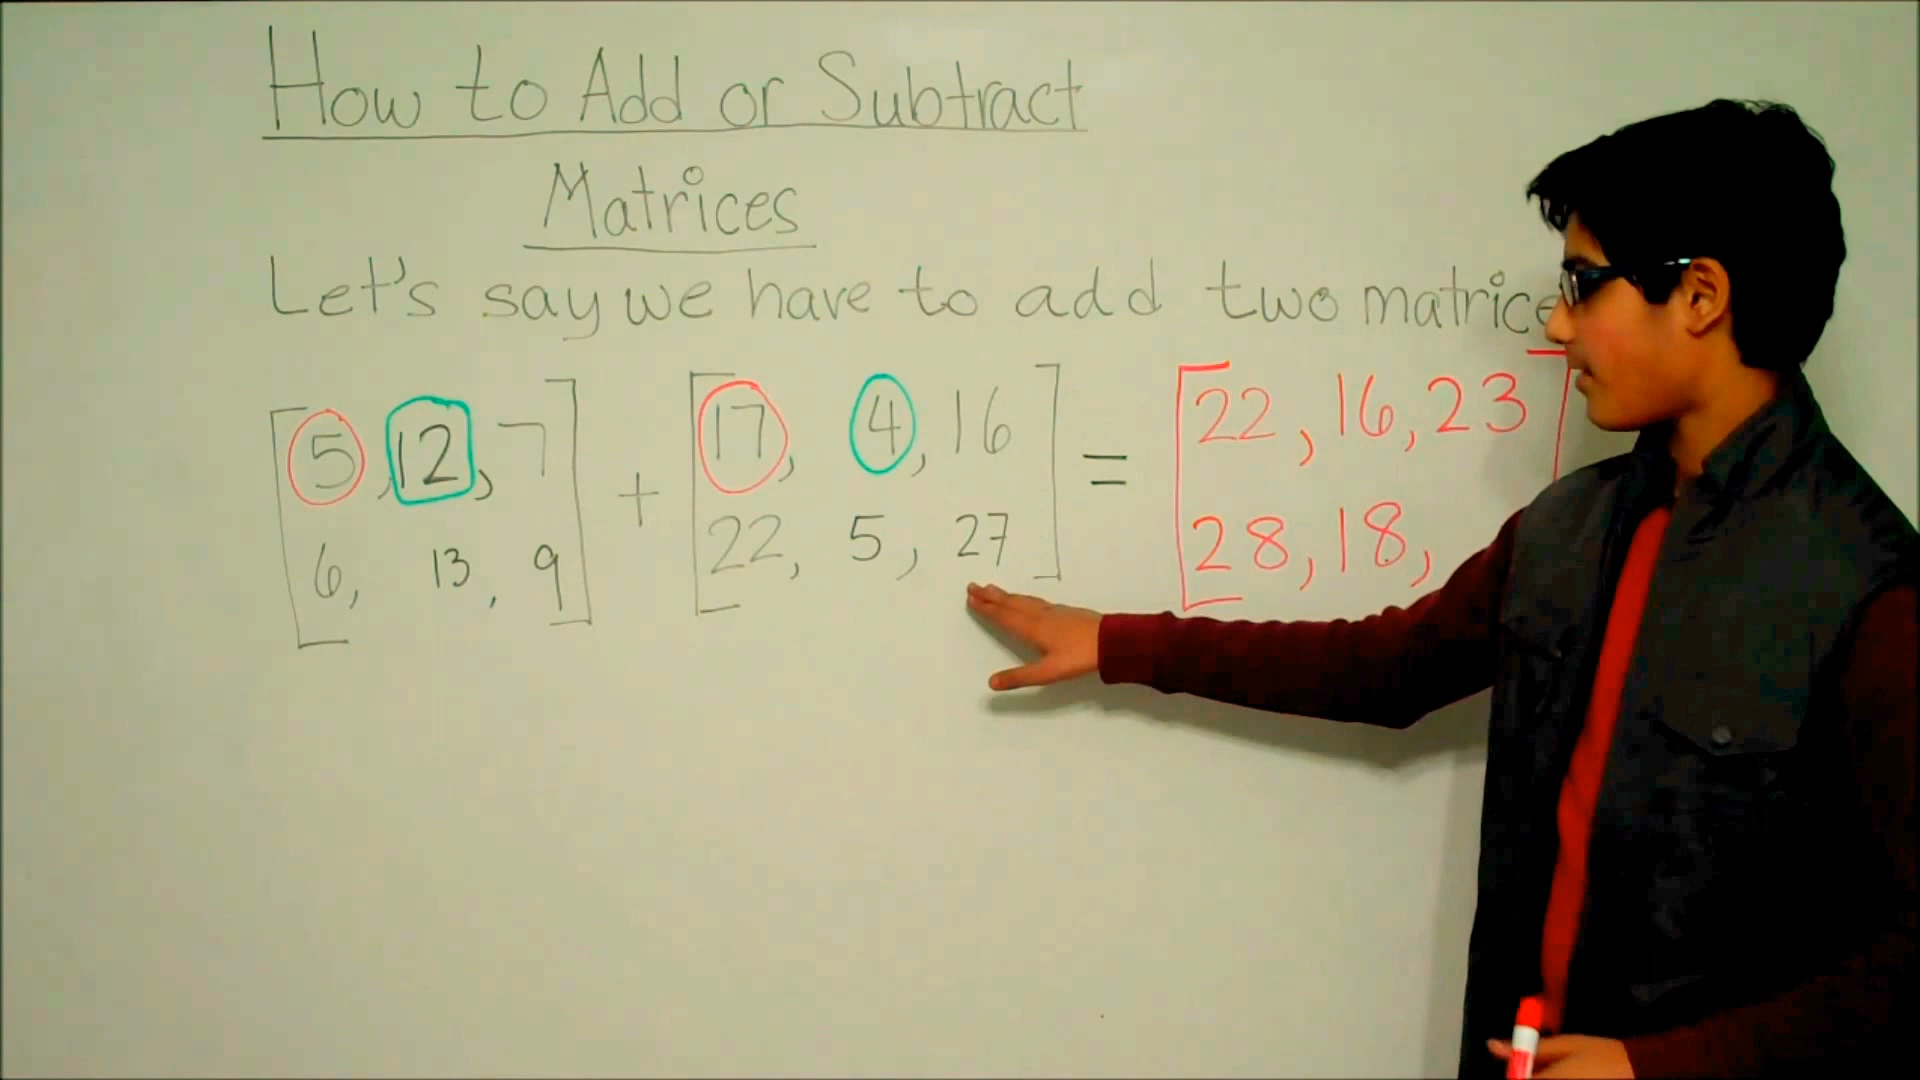 How to Add or Subtract
Matrices
Let's say we have to add two matrice
[5, 12, 7] + [17, 4, 16] = [22, 16, 23]
[6, 13, 9] [22, 5, 27] [28, 18,